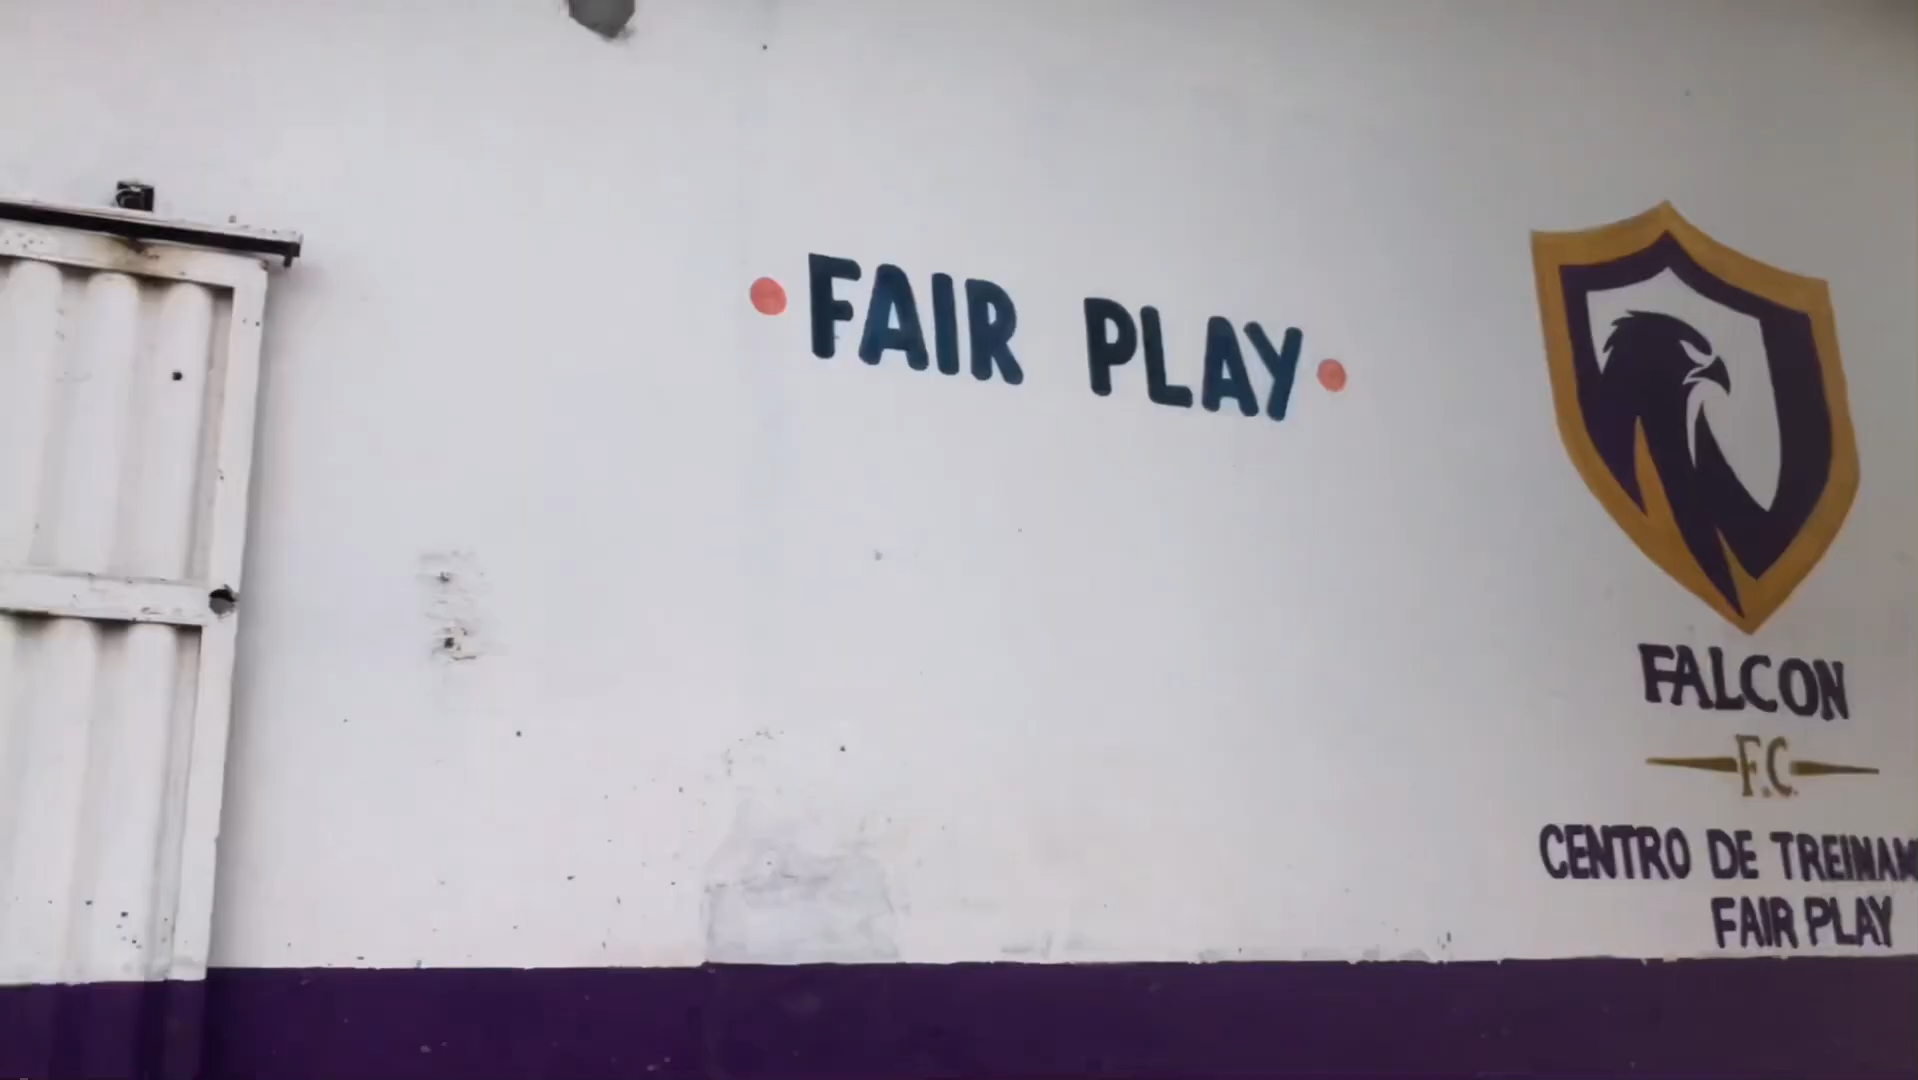 FAIR PLAY
FALCON
F.C.
CENTRO DE
FAIR PLAY